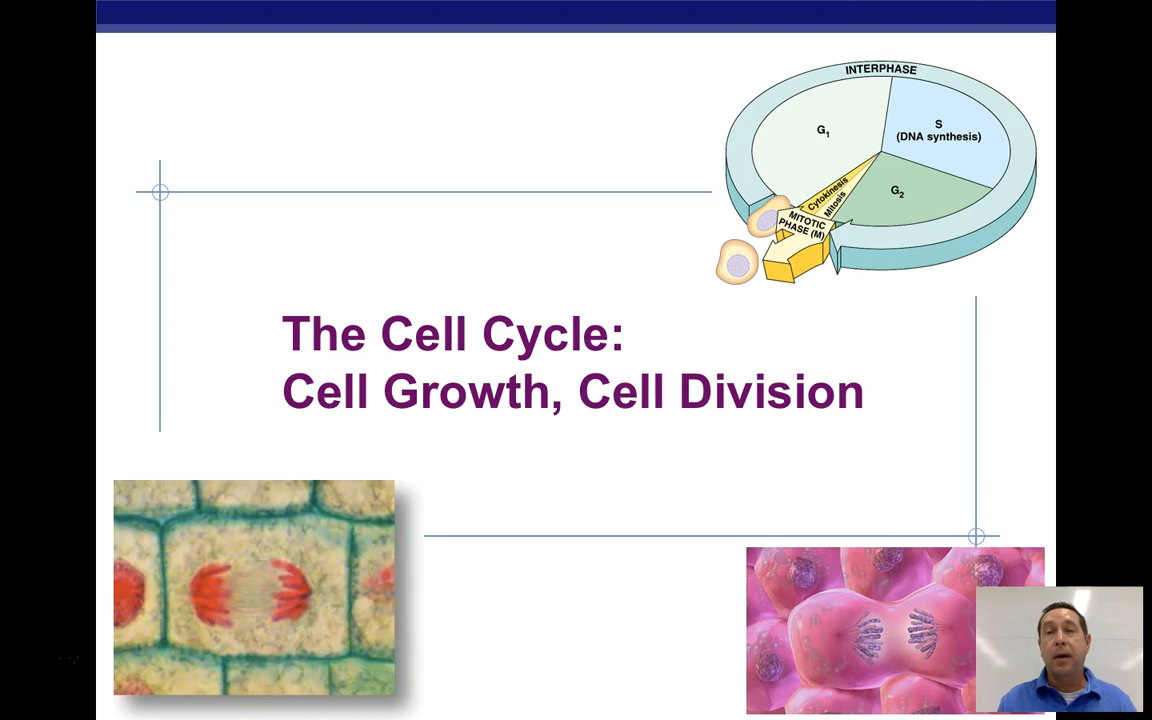 INTERPHASE
G1
S
(DNA synthesis)
G2
Cytokinesis
Mitosis
MITOTIC
PHASE (M)
The Cell Cycle:
Cell Growth, Cell Division